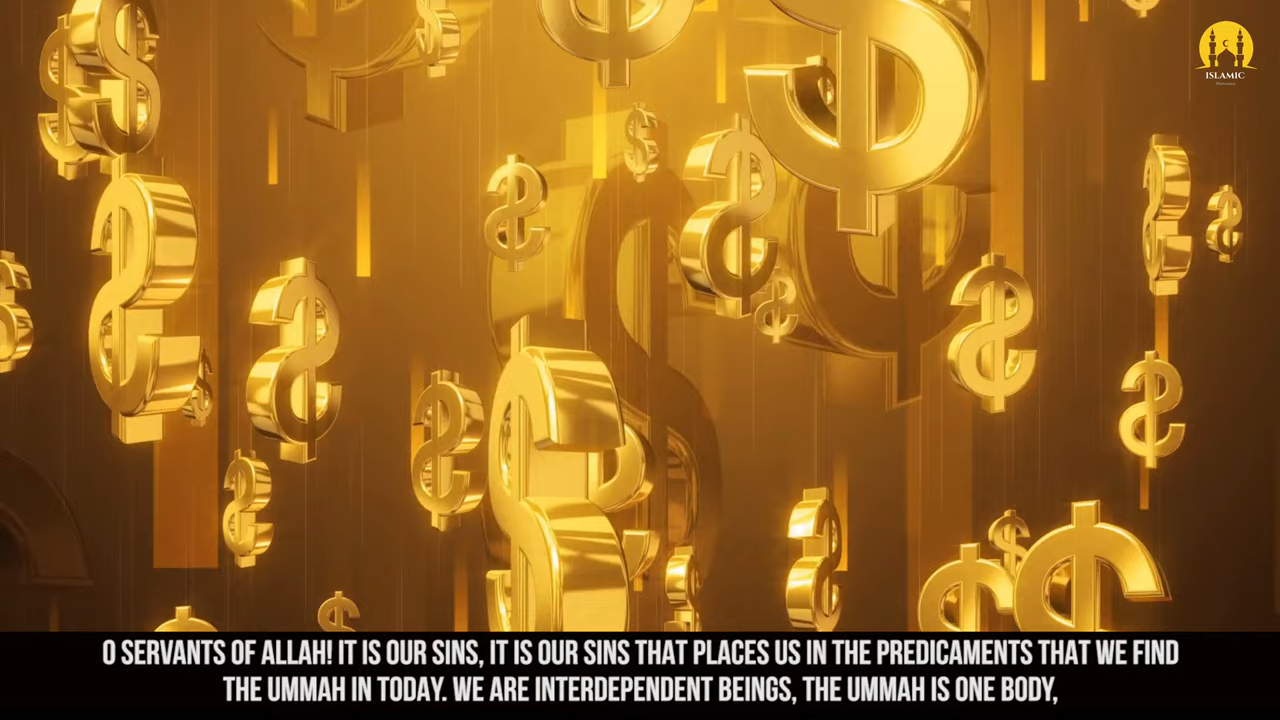 ISLAMIC
O SERVANTS OF ALLAH! IT IS OUR SINS, IT IS OUR SINS THAT PLACES US IN THE PREDICAMENTS THAT WE FIND
THE UMMAH IN TODAY. WE ARE INTERDEPENDENT BEINGS, THE UMMAH IS ONE BODY,